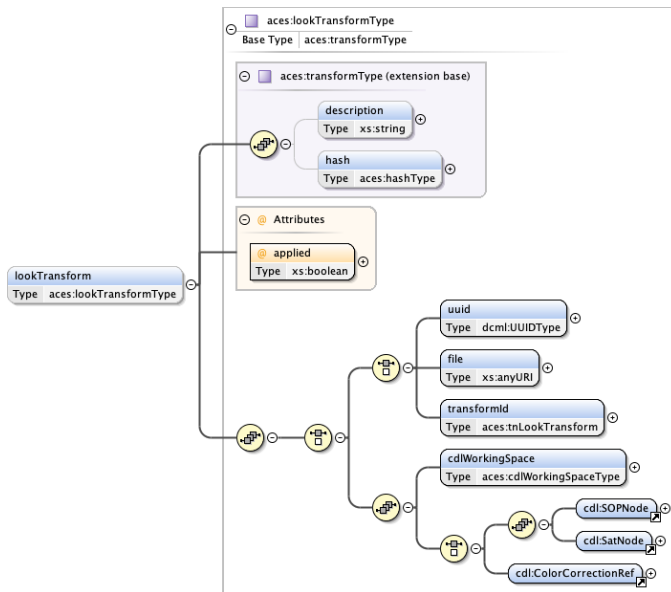 aces:lookTransformType
Base Type aces:transformType
aces:transformType (extension base)
description
Type xs:string
hash
Type aces:hashType
@ Attributes
@ applied
Type xs:boolean
lookTransform
Type aces:lookTransformType
uuid
Type dcml:UUIDType
file
Type xs:anyURI
transformId
Type aces:tnLookTransform
cdlWorkingSpace
Type aces:cdlWorkingSpaceType
cdl:SOPNode
cdl:SatNode
cdl:ColorCorrectionRef